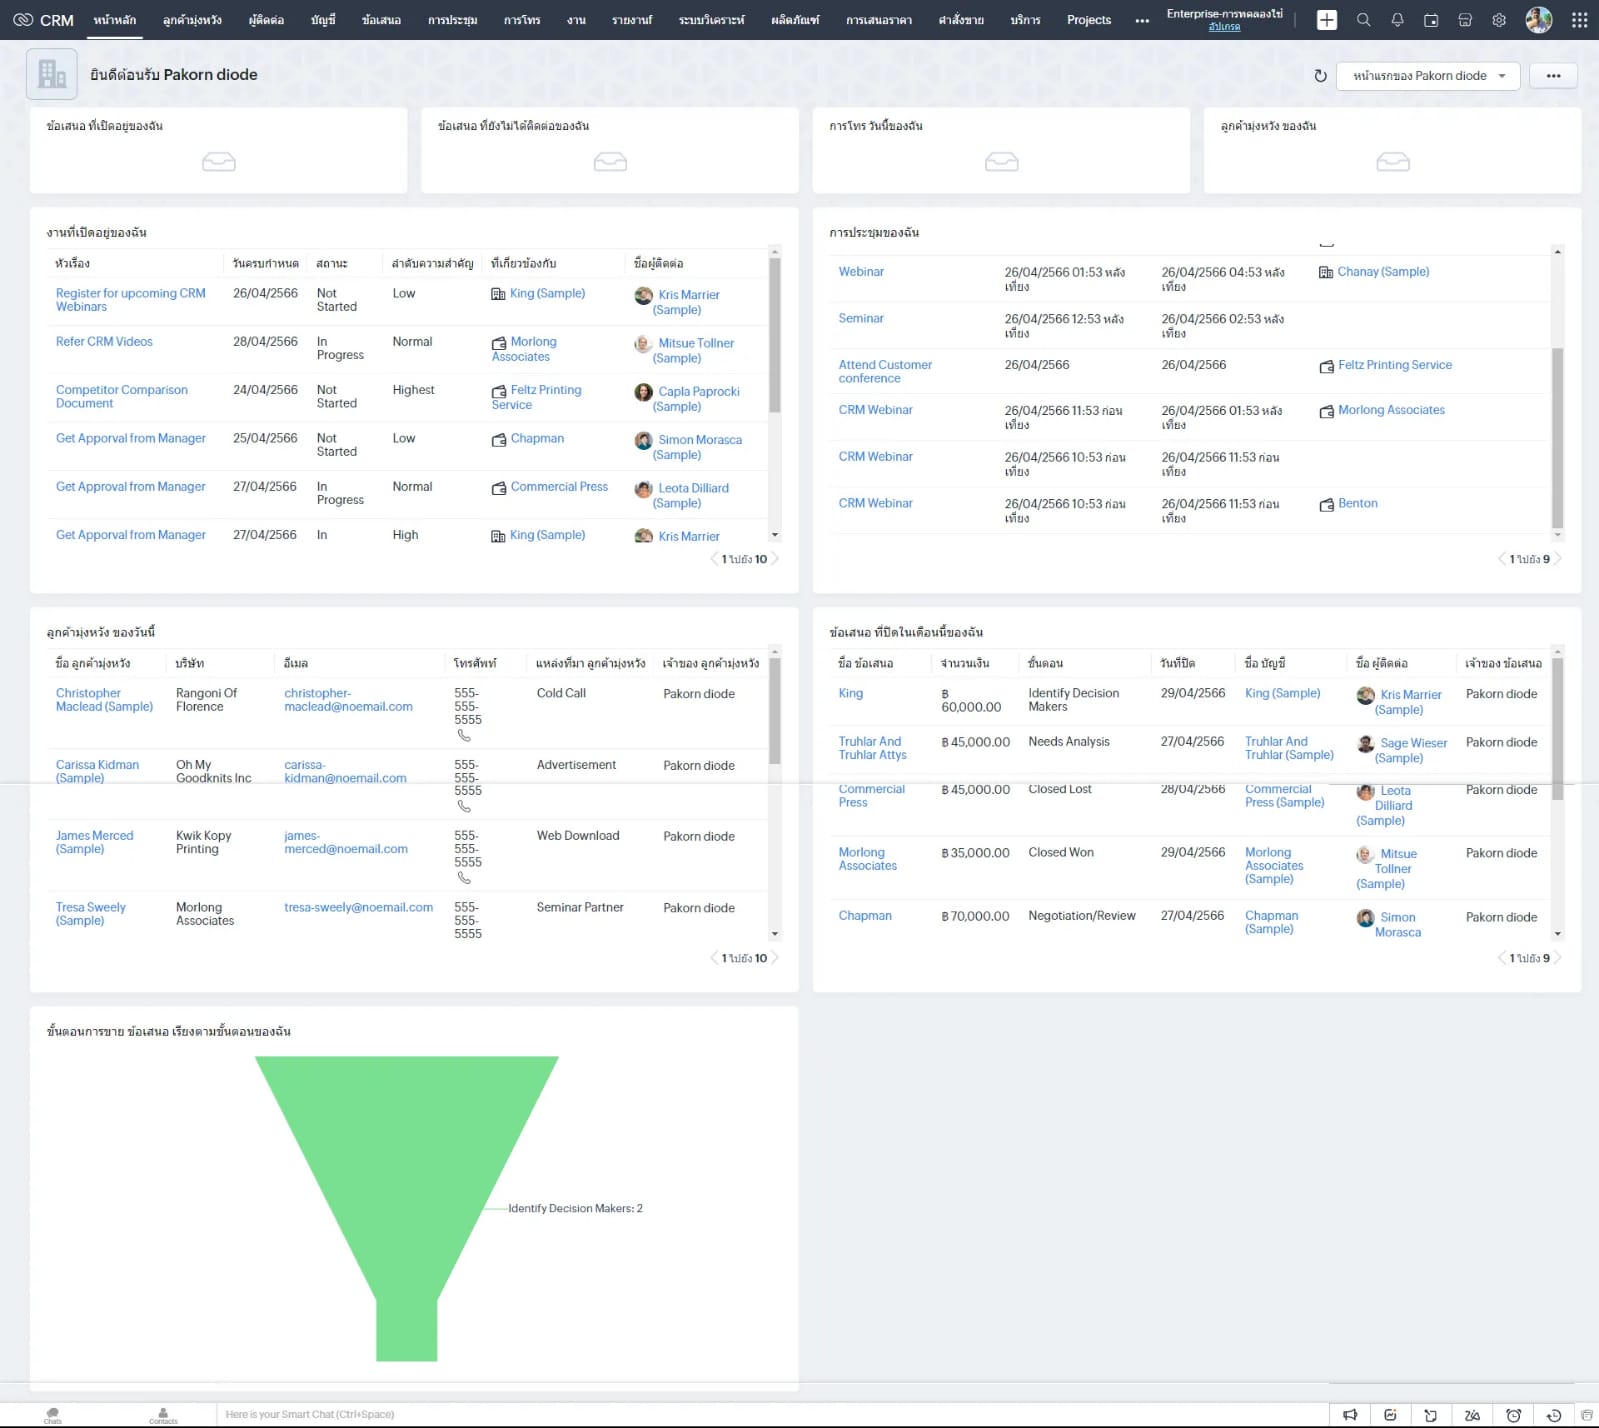 CRM หน้าหลัก ลูกค้ามุ่งหวัง ผู้ติดต่อ บัญชี ข้อเสนอ การประชุม การโทร งาน รายงาน ระบบวิเคราะห์ ผลิตภัณฑ์ การเสนอราคา คำสั่งขาย บริการ Projects ••• Enterprise-การทดลองใช้
อัปเกรด
ยินดีต้อนรับ Pakorn diode
หน้าแรกของ Pakorn diode
ข้อเสนอ ที่เปิดอยู่ของฉัน
ข้อเสนอ ที่ยังไม่ได้ติดต่อของฉัน
การโทร วันนี้ของฉัน
ลูกค้ามุ่งหวัง ของฉัน
งานที่เปิดอยู่ของฉัน
หัวเรื่อง วันครบกำหนด สถานะ ลำดับความสำคัญ ที่เกี่ยวข้องกับ ชื่อผู้ติดต่อ
Register for upcoming CRM Webinars 26/04/2566 Not Started Low King (Sample) Kris Marrier (Sample)
Refer CRM Videos 28/04/2566 In Progress Normal Morlong Associates Mitsue Tollner (Sample)
Competitor Comparison Document 24/04/2566 Not Started Highest Feltz Printing Service Capla Paprocki (Sample)
Get Apporval from Manager 25/04/2566 Not Started Low Chapman Simon Morasca (Sample)
Get Approval from Manager 27/04/2566 In Progress Normal Commercial Press Leota Dilliard (Sample)
Get Apporval from Manager 27/04/2566 In High King (Sample) Kris Marrier
1 ไปยัง 10
การประชุมของฉัน
Webinar 26/04/2566 01:53 หลังเที่ยง 26/04/2566 04:53 หลังเที่ยง Chanay (Sample)
Seminar 26/04/2566 12:53 หลังเที่ยง 26/04/2566 02:53 หลังเที่ยง
Attend Customer conference 26/04/2566 26/04/2566 Feltz Printing Service
CRM Webinar 26/04/2566 11:53 ก่อนเที่ยง 26/04/2566 01:53 หลังเที่ยง Morlong Associates
CRM Webinar 26/04/2566 10:53 ก่อนเที่ยง 26/04/2566 11:53 ก่อนเที่ยง
CRM Webinar 26/04/2566 10:53 ก่อนเที่ยง 26/04/2566 11:53 ก่อนเที่ยง Benton
1 ไปยัง 9
ลูกค้ามุ่งหวัง ของวันนี้
ชื่อ ลูกค้ามุ่งหวัง บริษัท อีเมล โทรศัพท์ แหล่งที่มา ลูกค้ามุ่งหวัง เจ้าของ ลูกค้ามุ่งหวัง
Christopher Maclead (Sample) Rangoni Of Florence christopher-maclead@noemail.com 555-555-5555 Cold Call Pakorn diode
Carissa Kidman (Sample) Oh My Goodknits Inc carissa-kidman@noemail.com 555-555-5555 Advertisement Pakorn diode
James Merced (Sample) Kwik Kopy Printing james-merced@noemail.com 555-555-5555 Web Download Pakorn diode
Tresa Sweely (Sample) Morlong Associates tresa-sweely@noemail.com 555-555-5555 Seminar Partner Pakorn diode
1 ไปยัง 10
ข้อเสนอ ที่ปิดในเดือนนี้ของฉัน
ชื่อ ข้อเสนอ จำนวนเงิน ขั้นตอน วันที่ปิด ชื่อ บัญชี ชื่อ ผู้ติดต่อ เจ้าของ ข้อเสนอ
King ฿ 60,000.00 Identify Decision Makers 29/04/2566 King (Sample) Kris Marrier (Sample) Pakorn diode
Truhlar And Truhlar Attys ฿ 45,000.00 Needs Analysis 27/04/2566 Truhlar And Truhlar (Sample) Sage Wieser (Sample) Pakorn diode
Commercial Press ฿ 45,000.00 Closed Lost 28/04/2566 Commercial Press (Sample) Leota Dilliard (Sample) Pakorn diode
Morlong Associates ฿ 35,000.00 Closed Won 29/04/2566 Morlong Associates (Sample) Mitsue Tollner (Sample) Pakorn diode
Chapman ฿ 70,000.00 Negotiation/Review 27/04/2566 Chapman (Sample) Simon Morasca Pakorn diode
1 ไปยัง 9
ขั้นตอนการขาย ข้อเสนอ เรียงตามขั้นตอนของฉัน
Identify Decision Makers: 2
Chats Contacts Here is your Smart Chat (Ctrl+Space)